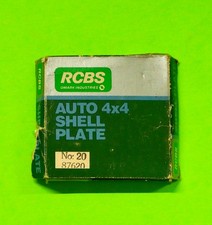 RCBS
OMARK INDUSTRIES
AUTO 4x4
SHELL
PLATE
No: 20
87620